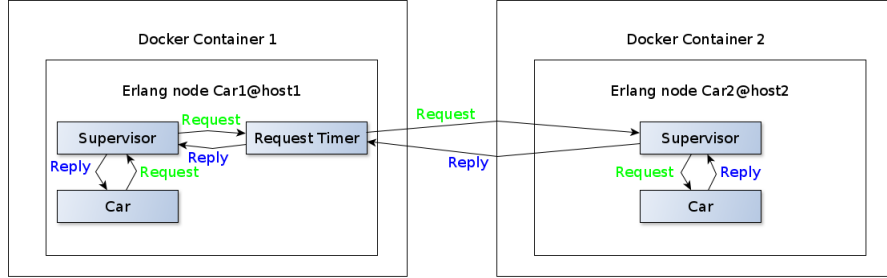 Docker Container 1
Erlang node Car1@host1
Supervisor
Request
Request Timer
Reply
Reply
Request
Car
Request
Reply
Docker Container 2
Erlang node Car2@host2
Supervisor
Request
Reply
Car